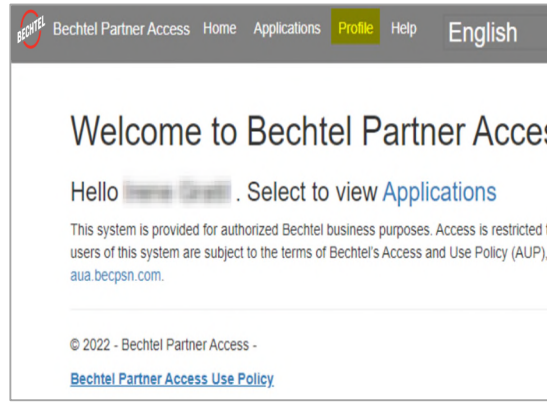 BECHTEL Bechtel Partner Access Home Applications Profile Help English
Welcome to Bechtel Partner Acces
Hello . Select to view Applications
This system is provided for authorized Bechtel business purposes. Access is restricted
users of this system are subject to the terms of Bechtel's Access and Use Policy (AUP),
aua.becpsn.com.
© 2022 - Bechtel Partner Access -
Bechtel Partner Access Use Policy